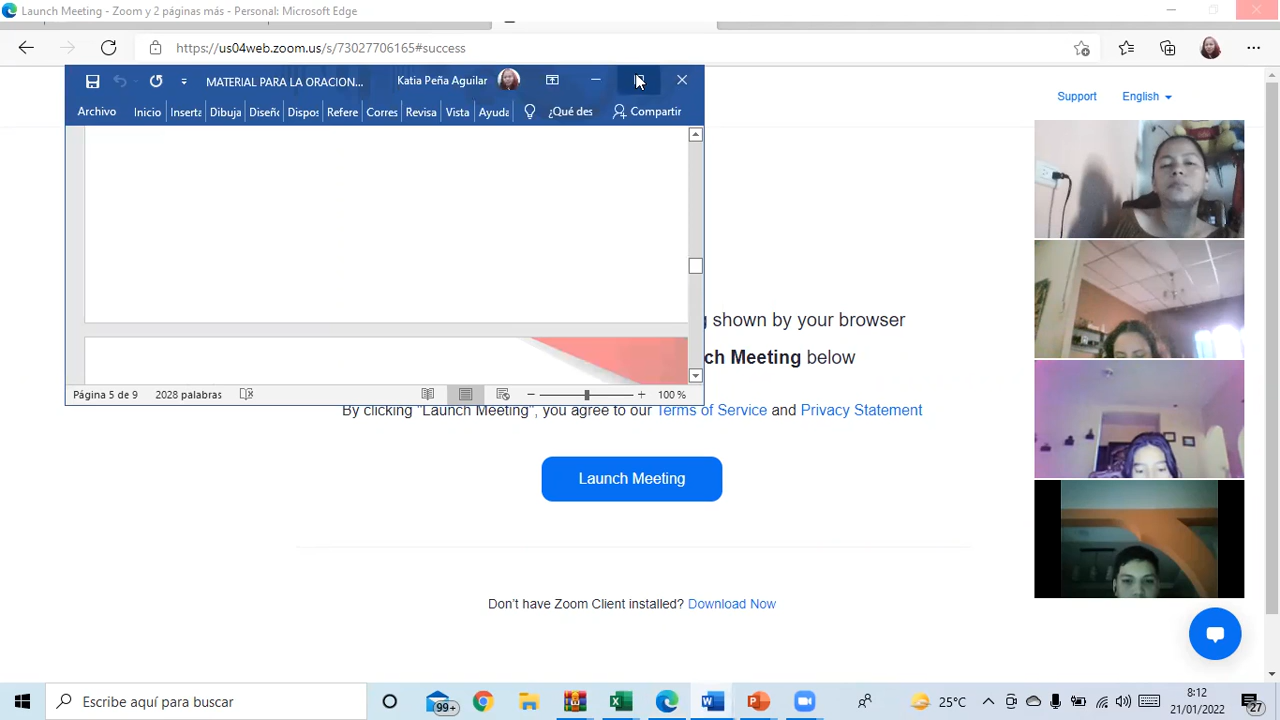 Launch Meeting - Zoom y 2 páginas más - Personal: Microsoft Edge
https://us04web.zoom.us/s/73027706165#success
MATERIAL PARA LA ORACION...
Katia Peña Aguilar
Archivo Inicio Inserta Dibuja Diseño Dispos Refere Corres Revisa Vista Ayuda ¿Qué des Compartir
Support English
shown by your browser
ch Meeting below
Página 5 de 9 2028 palabras 100 %
By clicking "Launch Meeting", you agree to our Terms of Service and Privacy Statement
Launch Meeting
Don't have Zoom Client installed? Download Now
Escribe aquí para buscar
99+
25°C
8:12
21/01/2022
27